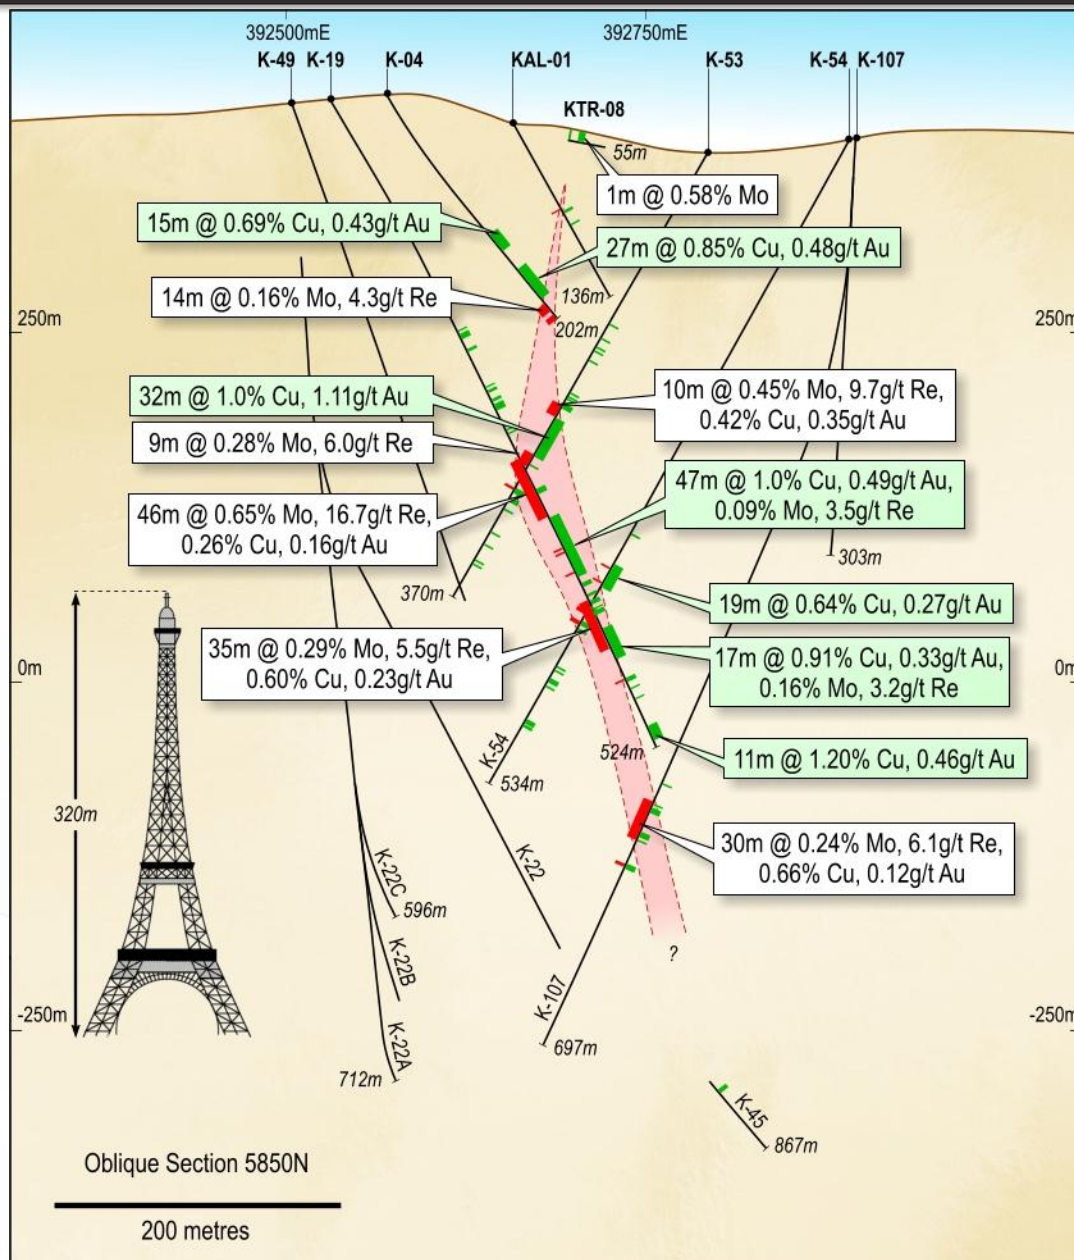 392500mE
392750mE
K-49
K-19
K-04
KAL-01
K-53
K-54
K-107
KTR-08
55m
1m @ 0.58% Mo
15m @ 0.69% Cu, 0.43g/t Au
27m @ 0.85% Cu, 0.48g/t Au
14m @ 0.16% Mo, 4.3g/t Re
136m
202m
250m
250m
32m @ 1.0% Cu, 1.11g/t Au
10m @ 0.45% Mo, 9.7g/t Re,
0.42% Cu, 0.35g/t Au
9m @ 0.28% Mo, 6.0g/t Re
47m @ 1.0% Cu, 0.49g/t Au,
0.09% Mo, 3.5g/t Re
46m @ 0.65% Mo, 16.7g/t Re,
0.26% Cu, 0.16g/t Au
303m
370m
19m @ 0.64% Cu, 0.27g/t Au
35m @ 0.29% Mo, 5.5g/t Re,
0.60% Cu, 0.23g/t Au
17m @ 0.91% Cu, 0.33g/t Au,
0.16% Mo, 3.2g/t Re
0m
0m
K-54
524m
11m @ 1.20% Cu, 0.46g/t Au
534m
320m
30m @ 0.24% Mo, 6.1g/t Re,
0.66% Cu, 0.12g/t Au
K-22
K-22C
596m
?
K-22B
K-107
-250m
-250m
K-22A
697m
712m
K-45
867m
Oblique Section 5850N
200 metres